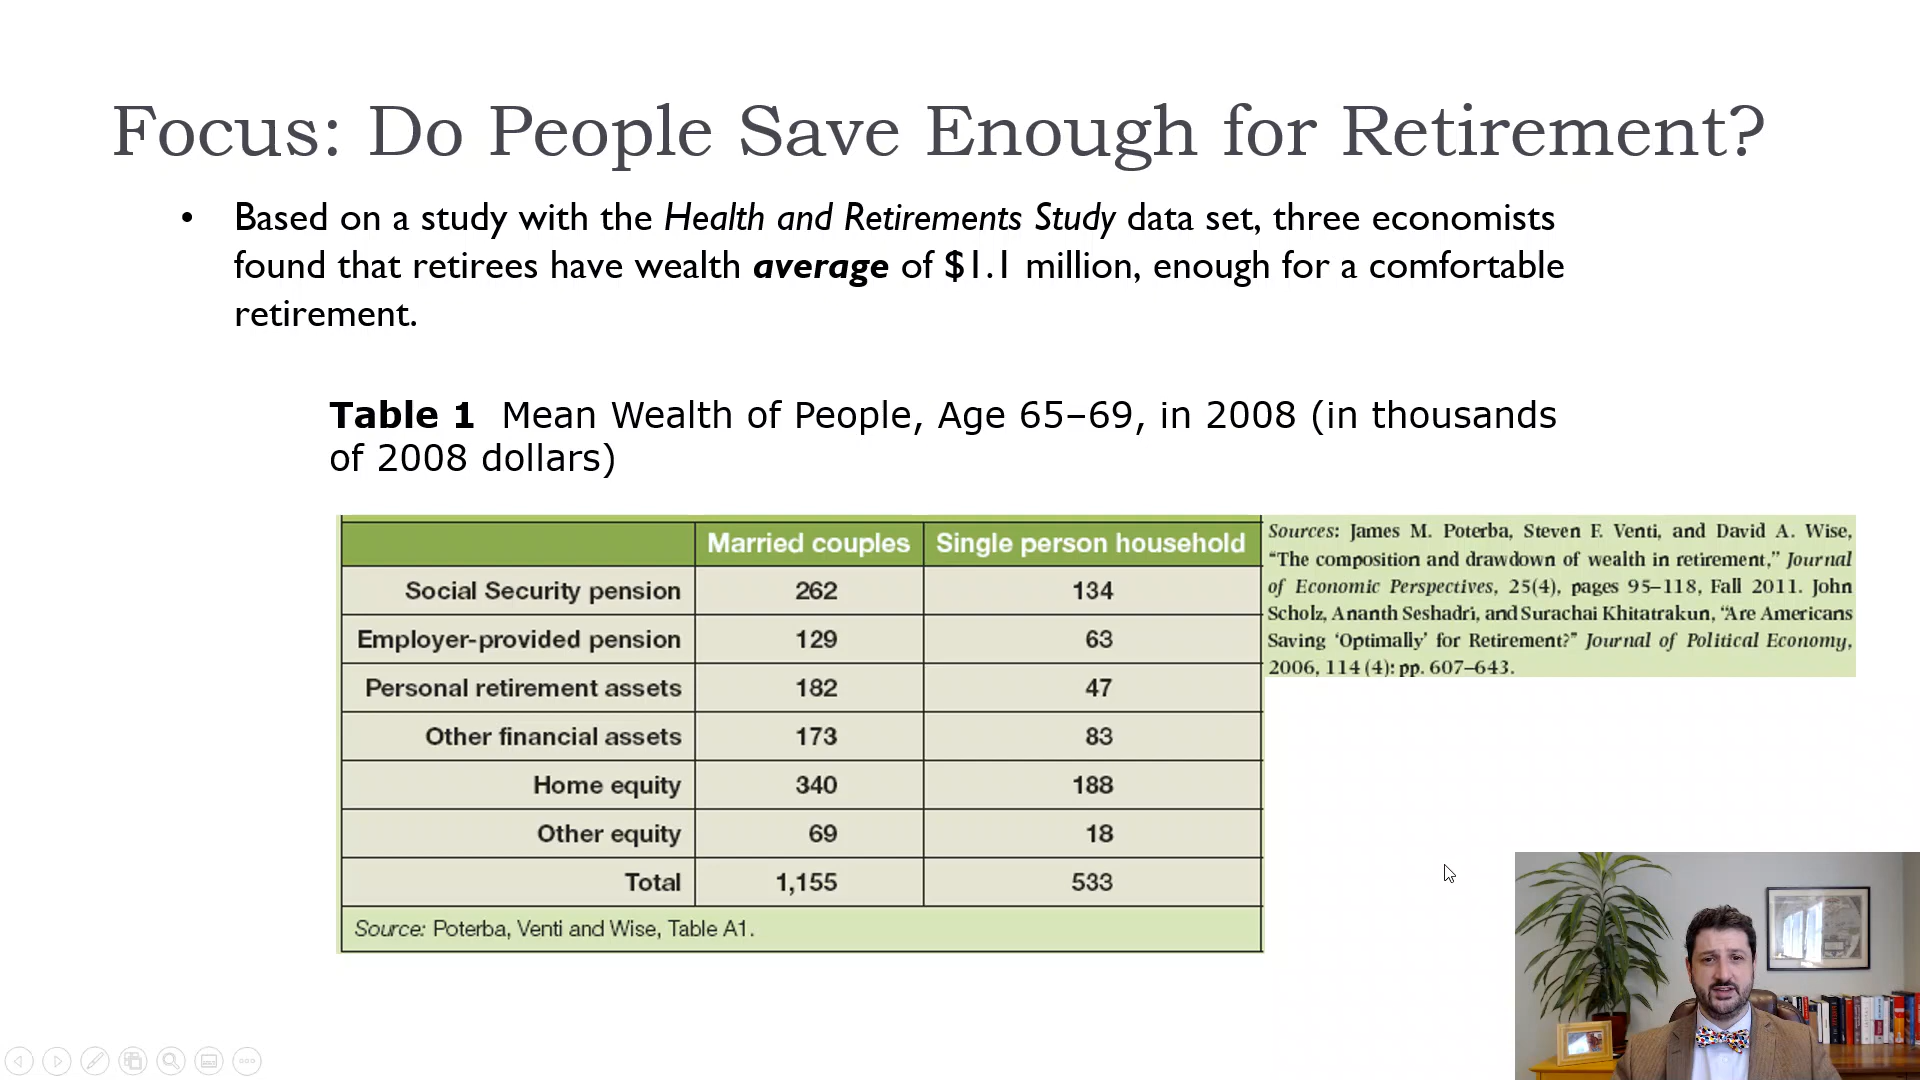 Focus: Do People Save Enough for Retirement?
• Based on a study with the Health and Retirements Study data set, three economists
found that retirees have wealth average of $1.1 million, enough for a comfortable
retirement.
Table 1 Mean Wealth of People, Age 65–69, in 2008 (in thousands
of 2008 dollars)
Married couples Single person household
Social Security pension 262 134
Employer-provided pension 129 63
Personal retirement assets 182 47
Other financial assets 173 83
Home equity 340 188
Other equity 69 18
Total 1,155 533
Source: Poterba, Venti and Wise, Table A1.
Sources: James M. Poterba, Steven F. Venti, and David A. Wise,
“The composition and drawdown of wealth in retirement,” Journal
of Economic Perspectives, 25(4), pages 95–118, Fall 2011. John
Scholz, Ananth Seshadri, and Surachai Khitatrakun, “Are Americans
Saving ‘Optimally’ for Retirement?” Journal of Political Economy,
2006, 114 (4): pp. 607–643.